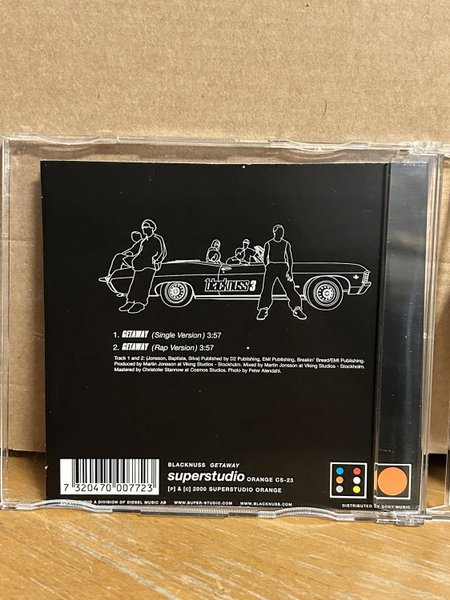 blacknuss 3
1. GETAWAY (Single Version) 3:57
2. GETAWAY (Rap Version) 3:57
Track 1 and 2: (Jonsson, Baptiste, Silva) Published by D2 Publishing, EMI Publishing, Breakin' Bread/EMI Publishing.
Produced by Martin Jonsson at Viking Studios - Stockholm. Mixed by Martin Jonsson at Viking Studios - Stockholm.
Mastered by Christofer Stannow at Cosmos Studios. Photo by Peter Alendahl.
BLACKNUSS GETAWAY
superstudio ORANGE CS-23
[P] & [C] 2000 SUPERSTUDIO ORANGE
7 320470 007723
A DIVISION OF DIESEL MUSIC AB
WWW.SUPER-STUDIO.COM
WWW.BLACKNUSS.COM
DISTRIBUTED BY SONY MUSIC